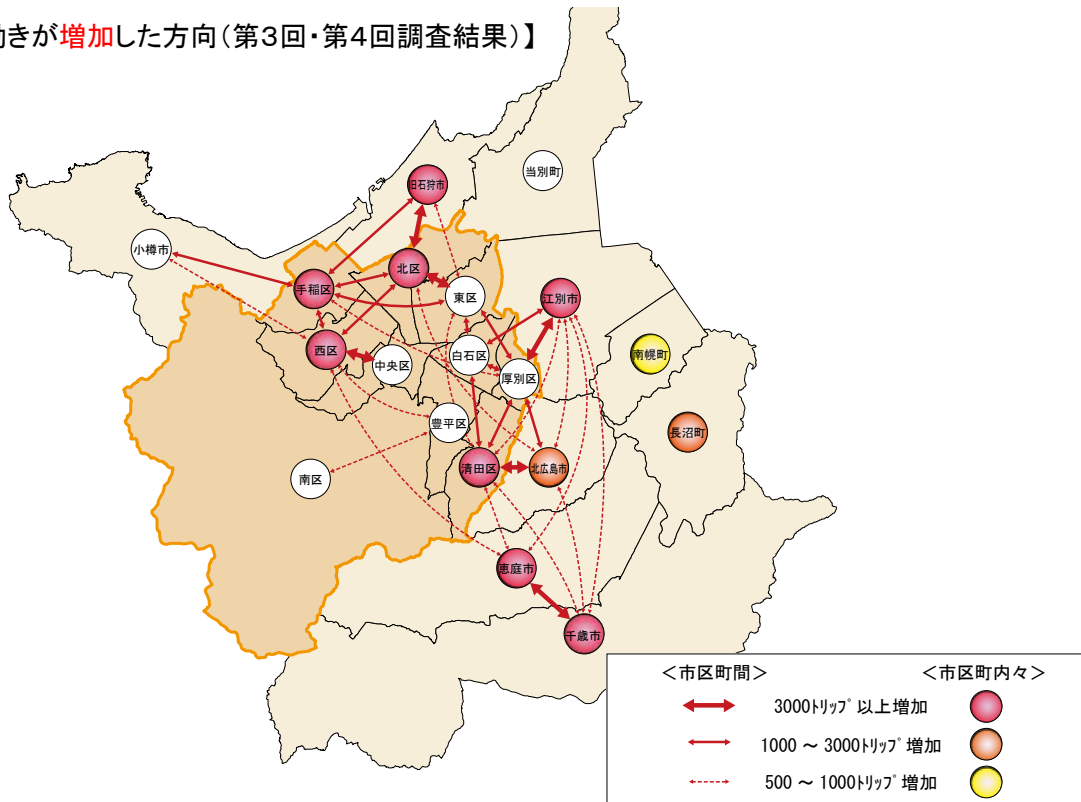 きが増加した方向(第3回・第4回調査結果)】
当別町
旧石狩市
小樽市
北区
手稲区
東区
江別市
西区
中央区
白石区
厚別区
南幌町
豊平区
長沼町
南区
清田区
北広島市
恵庭市
千歳市
<市区町間> <市区町内々>
3000トリップ以上増加
1000 ~ 3000トリップ増加
500 ~ 1000トリップ増加